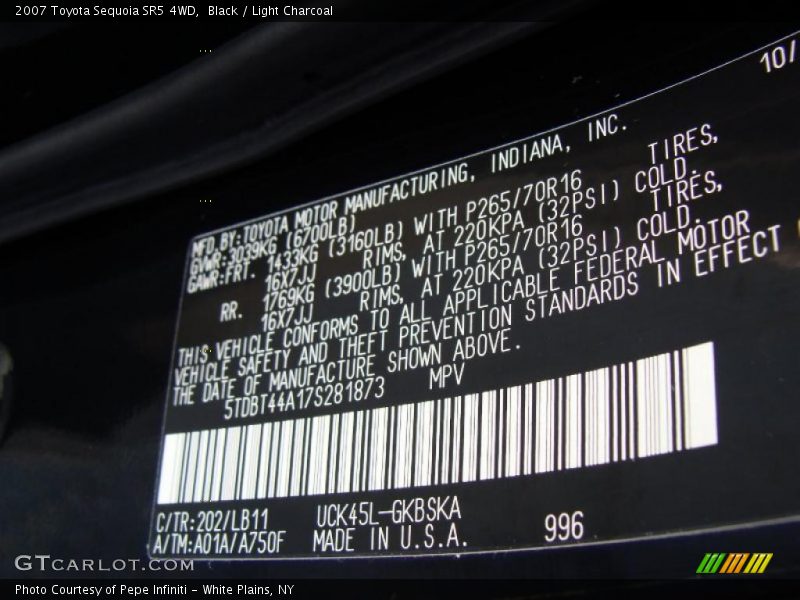 2007 Toyota Sequoia SR5 4WD, Black / Light Charcoal
10/
MFD.BY:TOYOTA MOTOR MANUFACTURING, INDIANA, INC.
GVWR:3039KG (6700LB)
GAWR:FRT. 1433KG (3160LB) WITH P265/70R16 TIRES,
16X7JJ RIMS, AT 220KPA (32PSI) COLD.
RR. 1769KG (3900LB) WITH P265/70R16 TIRES,
16X7JJ RIMS, AT 220KPA (32PSI) COLD.
THIS VEHICLE CONFORMS TO ALL APPLICABLE FEDERAL MOTOR
VEHICLE SAFETY AND THEFT PREVENTION STANDARDS IN EFFECT
THE DATE OF MANUFACTURE SHOWN ABOVE.
5TDBT44A17S281873 MPV
C/TR:202/LB11 UCK45L-GKBSKA
A/TM:A01A/A750F MADE IN U.S.A. 996
GTCARLOT.COM
Photo Courtesy of Pepe Infiniti - White Plains, NY